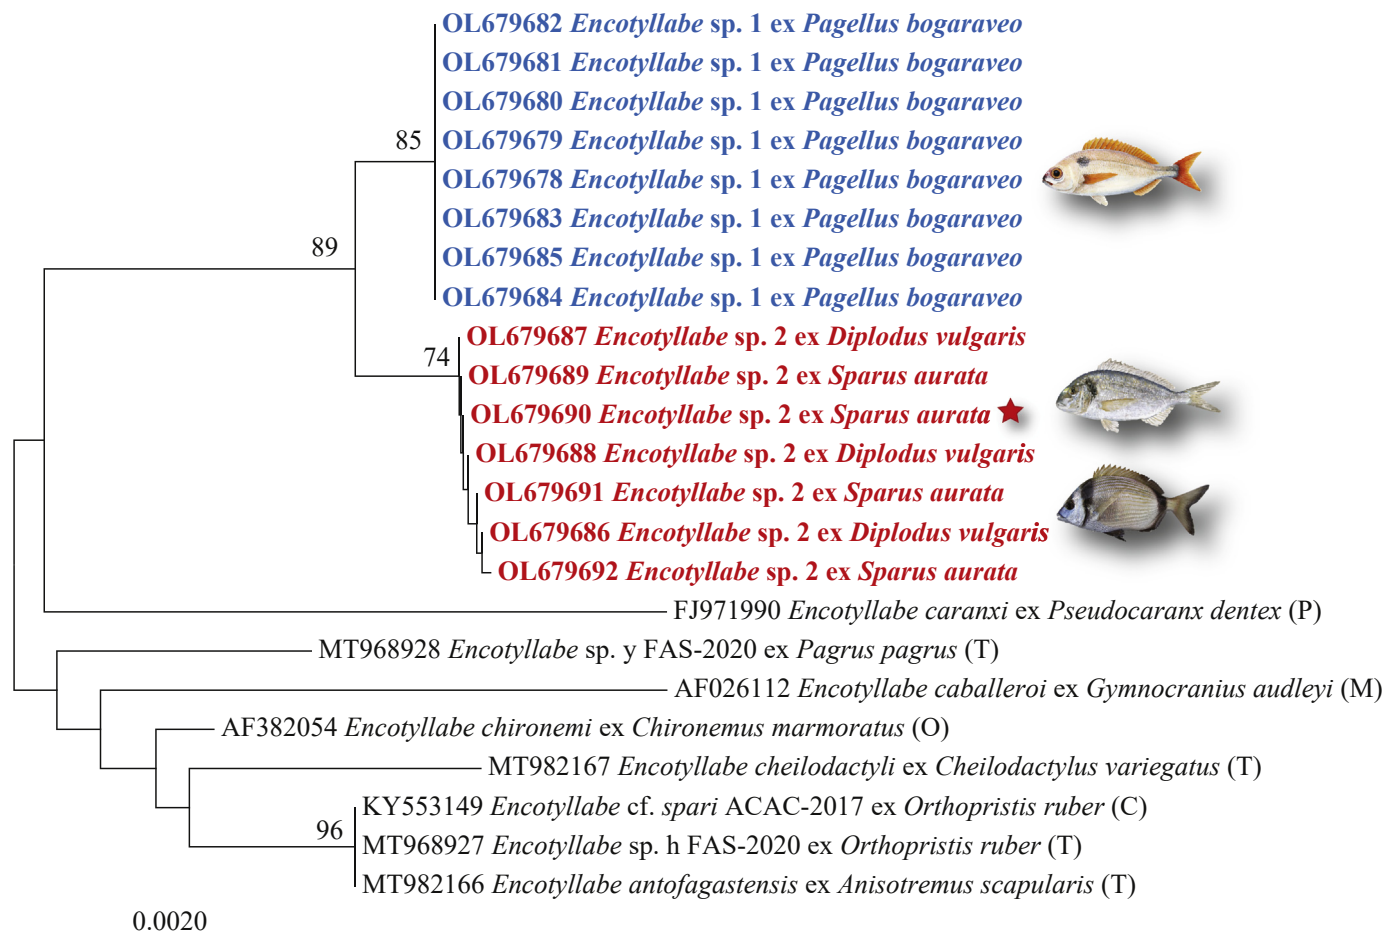 OL679682 Encotyllabe sp. 1 ex Pagellus bogaraveo
OL679681 Encotyllabe sp. 1 ex Pagellus bogaraveo
OL679680 Encotyllabe sp. 1 ex Pagellus bogaraveo
85
OL679679 Encotyllabe sp. 1 ex Pagellus bogaraveo
OL679678 Encotyllabe sp. 1 ex Pagellus bogaraveo
OL679683 Encotyllabe sp. 1 ex Pagellus bogaraveo
89
OL679685 Encotyllabe sp. 1 ex Pagellus bogaraveo
OL679684 Encotyllabe sp. 1 ex Pagellus bogaraveo
OL679687 Encotyllabe sp. 2 ex Diplodus vulgaris
74
OL679689 Encotyllabe sp. 2 ex Sparus aurata
OL679690 Encotyllabe sp. 2 ex Sparus aurata
OL679688 Encotyllabe sp. 2 ex Diplodus vulgaris
OL679691 Encotyllabe sp. 2 ex Sparus aurata
OL679686 Encotyllabe sp. 2 ex Diplodus vulgaris
OL679692 Encotyllabe sp. 2 ex Sparus aurata
FJ971990 Encotyllabe caranxi ex Pseudocaranx dentex (P)
MT968928 Encotyllabe sp. y FAS-2020 ex Pagrus pagrus (T)
AF026112 Encotyllabe caballeroi ex Gymnocranius audleyi (M)
AF382054 Encotyllabe chironemi ex Chironemus marmoratus (O)
MT982167 Encotyllabe cheilodactyli ex Cheilodactylus variegatus (T)
KY553149 Encotyllabe cf. spari ACAC-2017 ex Orthopristis ruber (C)
96
MT968927 Encotyllabe sp. h FAS-2020 ex Orthopristis ruber (T)
MT982166 Encotyllabe antofagastensis ex Anisotremus scapularis (T)
0.0020